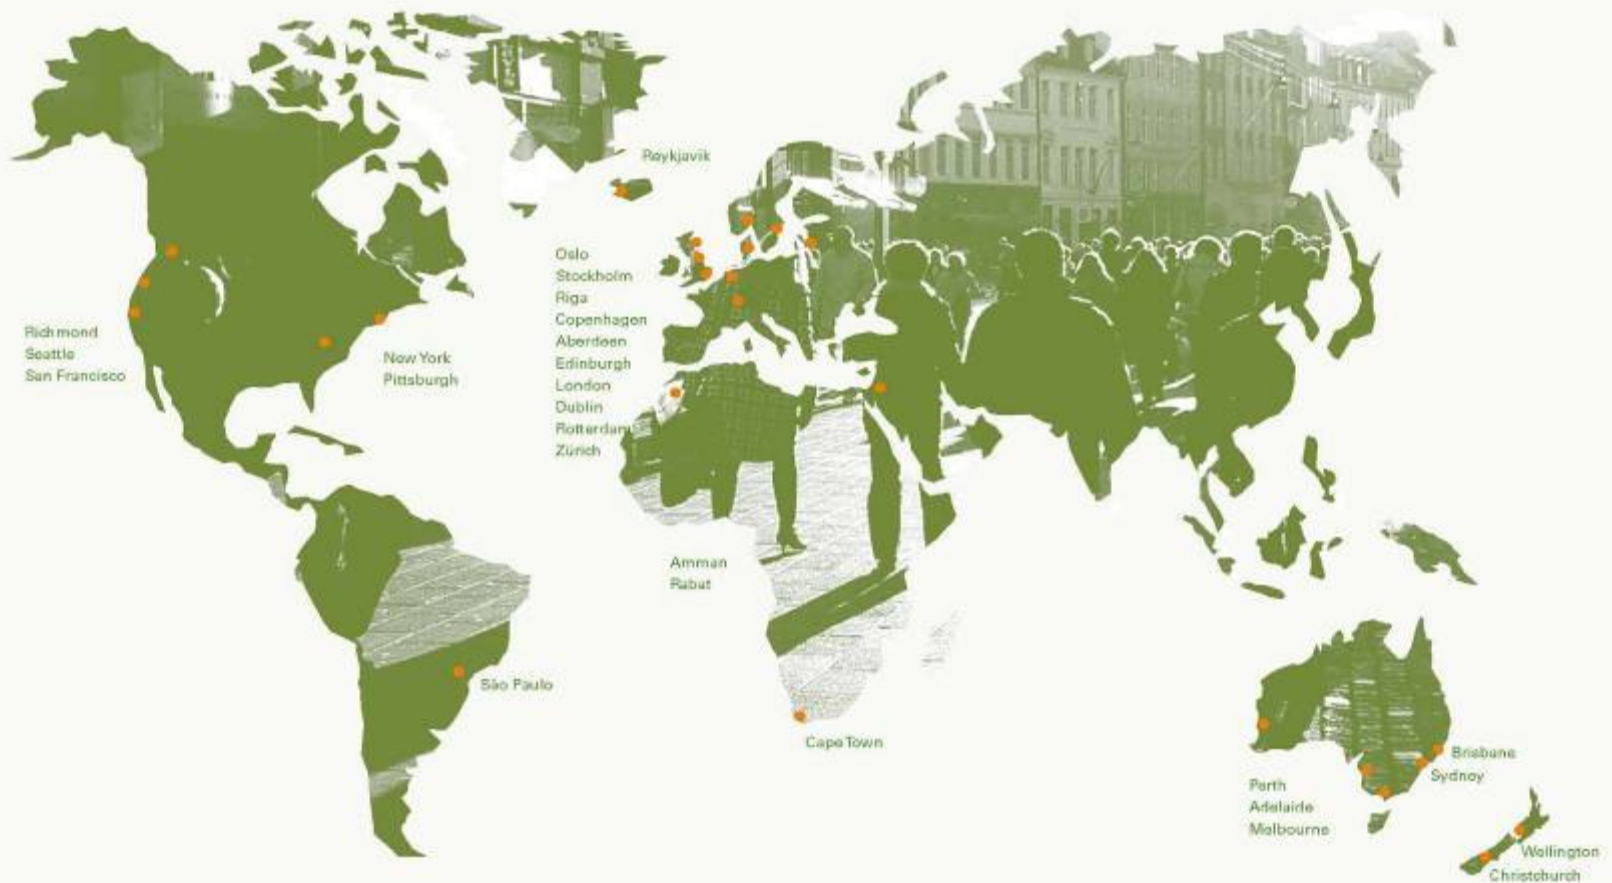 Reykjavik
Oslo
Stockholm
Riga
Copenhagen
Aberdeen
Edinburgh
London
Dublin
Rotterdam
Zürich
Richmond
Seattle
San Francisco
New York
Pittsburgh
Amman
Rabat
São Paulo
Cape Town
Brisbane
Sydney
Perth
Adelaide
Melbourne
Wellington
Christchurch